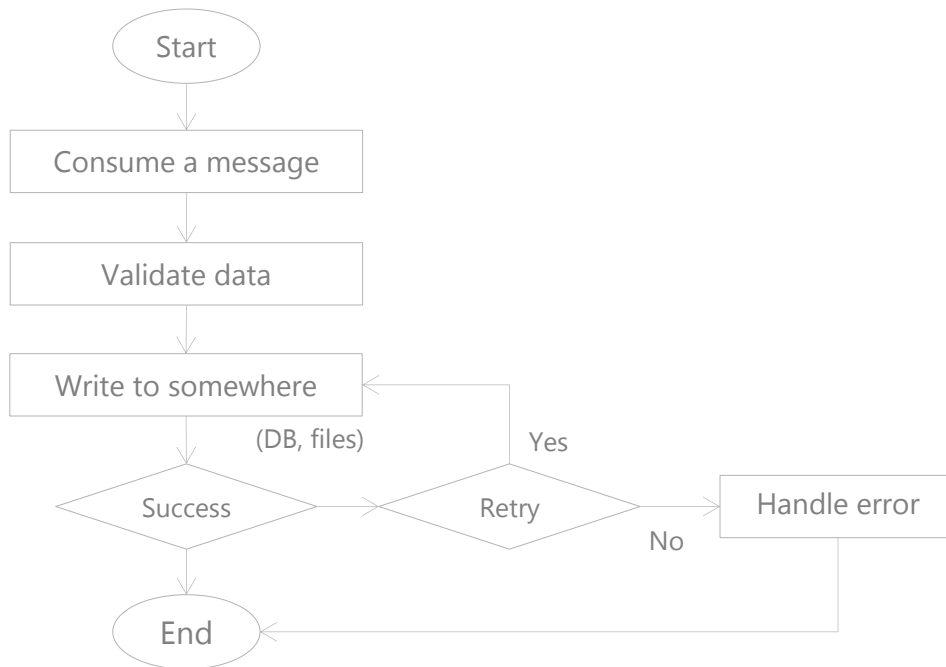 Start
Consume a message
Validate data
Write to somewhere
(DB, files)
Yes
Success
Retry
Handle error
No
End